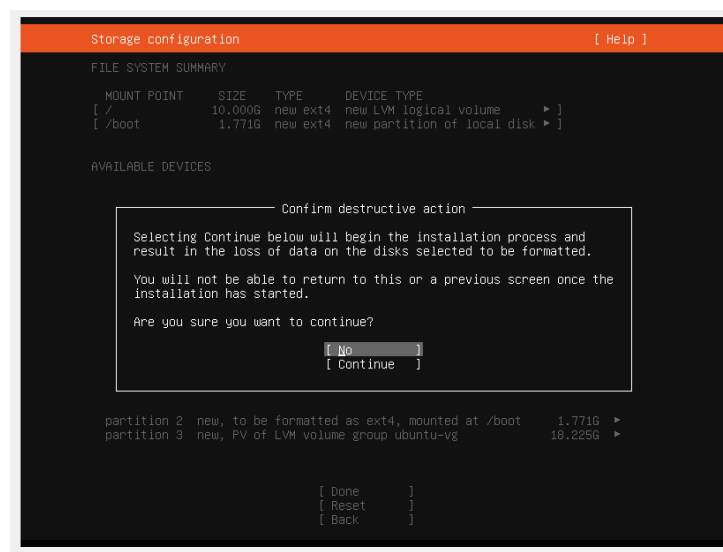 Storage configuration [ Help ]
FILE SYSTEM SUMMARY
MOUNT POINT SIZE TYPE DEVICE TYPE
[ / 10.000G new ext4 new LVM logical volume ▸ ]
[ /boot 1.771G new ext4 new partition of local disk ▸ ]
AVAILABLE DEVICES
Confirm destructive action
Selecting Continue below will begin the installation process and
result in the loss of data on the disks selected to be formatted.
You will not be able to return to this or a previous screen once the
installation has started.
Are you sure you want to continue?
[ No ]
[ Continue ]
partition 2 new, to be formatted as ext4, mounted at /boot 1.771G ▸
partition 3 new, PV of LVM volume group ubuntu-vg 18.225G ▸
[ Done ]
[ Reset ]
[ Back ]